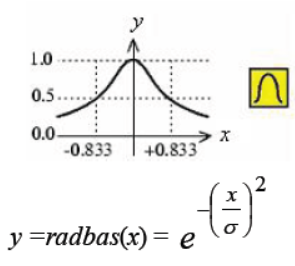 y
1.0
0.5
0.0
x
-0.833 +0.833
y =radbas(x) = e^{-(x/σ)^2}